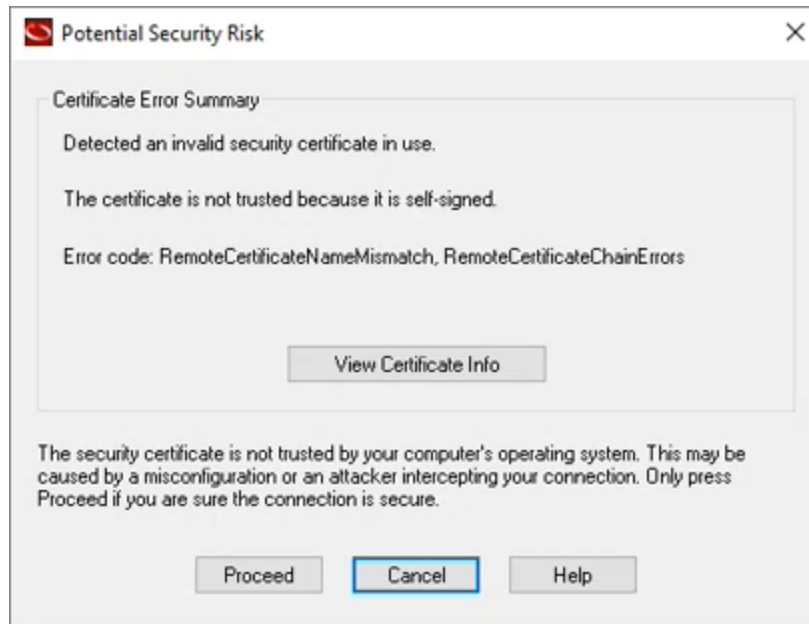 Potential Security Risk
Certificate Error Summary
Detected an invalid security certificate in use.
The certificate is not trusted because it is self-signed.
Error code: RemoteCertificateNameMismatch, RemoteCertificateChainErrors
View Certificate Info
The security certificate is not trusted by your computer's operating system. This may be
caused by a misconfiguration or an attacker intercepting your connection. Only press
Proceed if you are sure the connection is secure.
Proceed Cancel Help